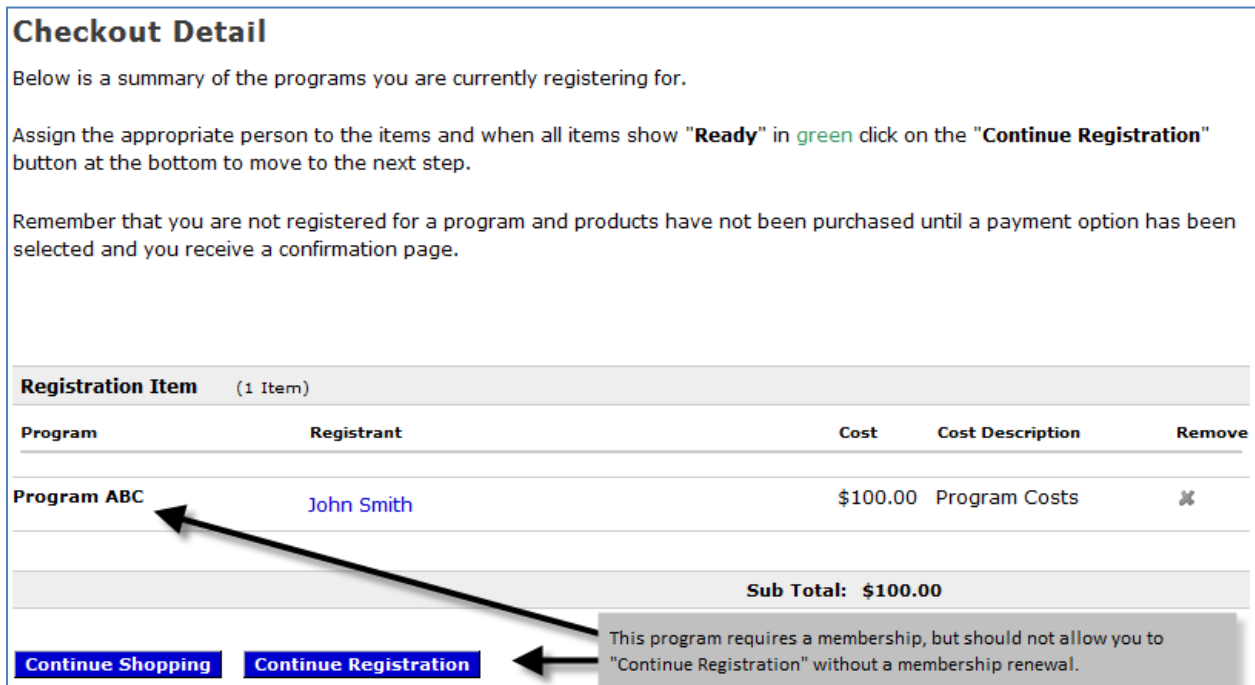 Checkout Detail
Below is a summary of the programs you are currently registering for.
Assign the appropriate person to the items and when all items show "Ready" in green click on the "Continue Registration"
button at the bottom to move to the next step.
Remember that you are not registered for a program and products have not been purchased until a payment option has been
selected and you receive a confirmation page.
Registration Item (1 Item)
Program Registrant Cost Cost Description Remove
Program ABC John Smith $100.00 Program Costs
Sub Total: $100.00
This program requires a membership, but should not allow you to
"Continue Registration" without a membership renewal.
Continue Shopping Continue Registration